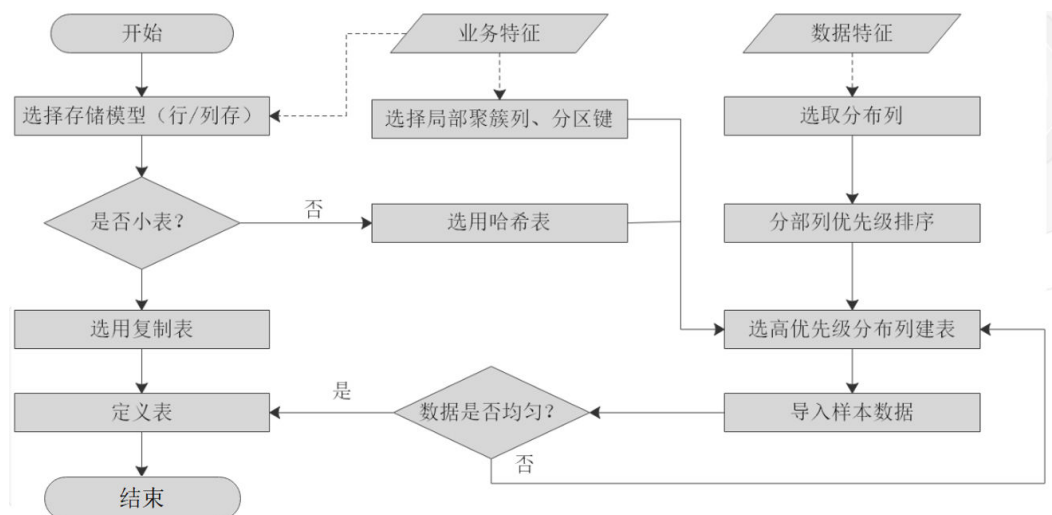 开始
业务特征
数据特征
选择存储模型（行/列存）
选择局部聚簇列、分区键
选取分布列
是否小表？
否
选用哈希表
分部列优先级排序
选用复制表
选高优先级分布列建表
定义表
是
数据是否均匀？
导入样本数据
否
结束